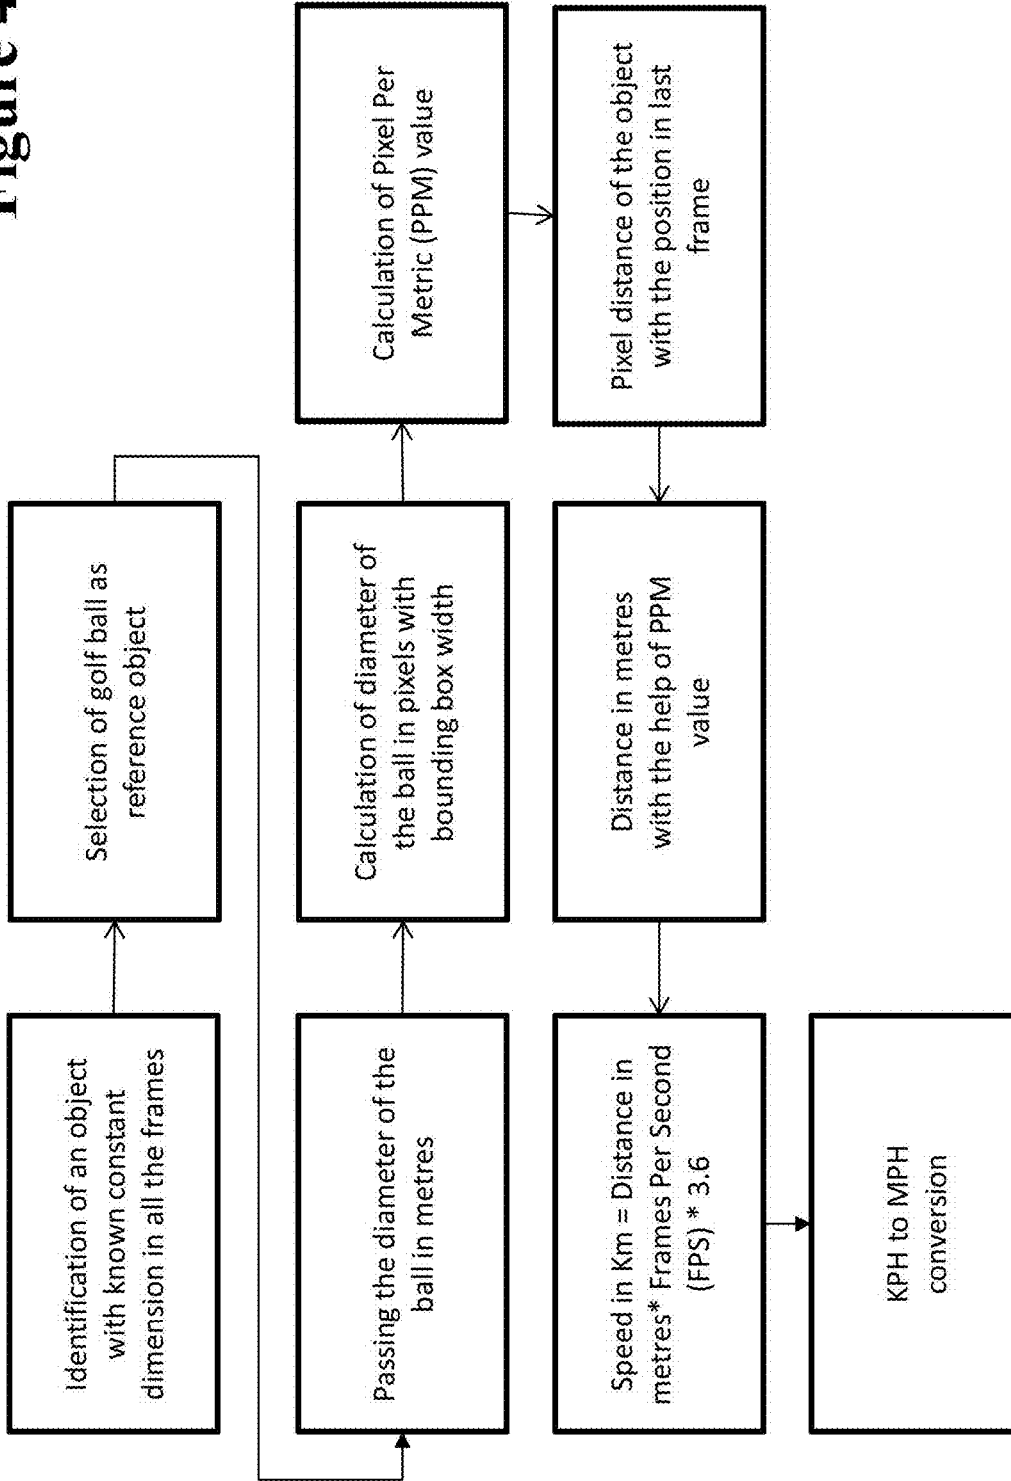 Figure 4
Identification of an object
with known constant
dimension in all the frames
Selection of golf ball as
reference object
Passing the diameter of the
ball in metres
Calculation of diameter of
the ball in pixels with
bounding box width
Calculation of Pixel Per
Metric (PPM) value
Pixel distance of the object
with the position in last
frame
Distance in metres
with the help of PPM
value
Speed in Km = Distance in
metres* Frames Per Second
(FPS) * 3.6
KPH to MPH
conversion